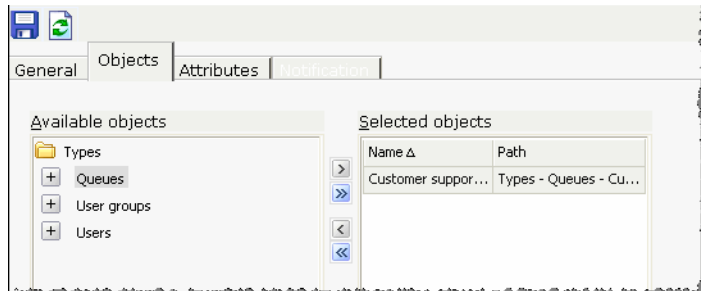 General Objects Attributes Notification
Available objects
Types
Queues
User groups
Users
Selected objects
Name Path
Customer suppor... Types - Queues - Cu...